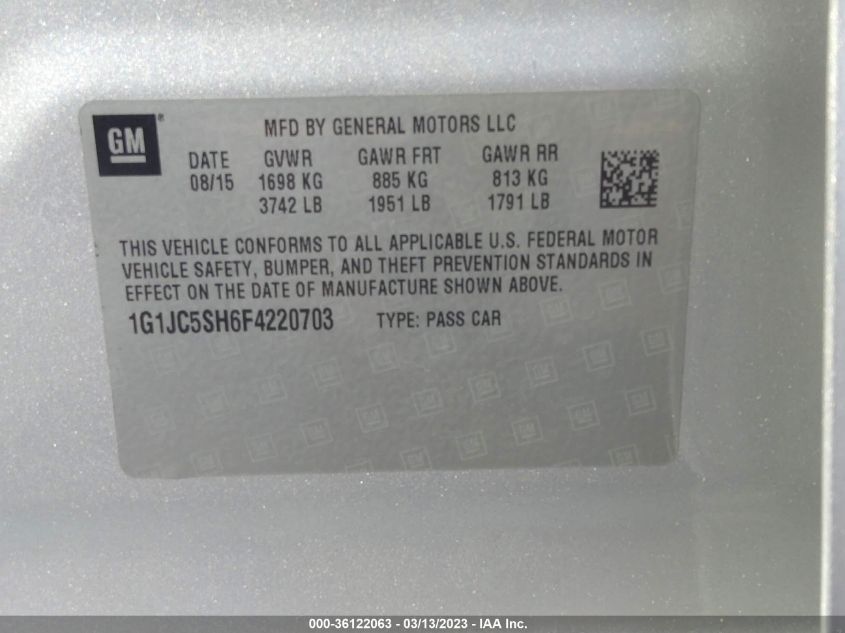 GM®
MFD BY GENERAL MOTORS LLC
DATE GVWR GAWR FRT GAWR RR
08/15 1698 KG 885 KG 813 KG
3742 LB 1951 LB 1791 LB
THIS VEHICLE CONFORMS TO ALL APPLICABLE U.S. FEDERAL MOTOR
VEHICLE SAFETY, BUMPER, AND THEFT PREVENTION STANDARDS IN
EFFECT ON THE DATE OF MANUFACTURE SHOWN ABOVE.
1G1JC5SH6F4220703 TYPE: PASS CAR
000-36122063 - 03/13/2023 - IAA Inc.